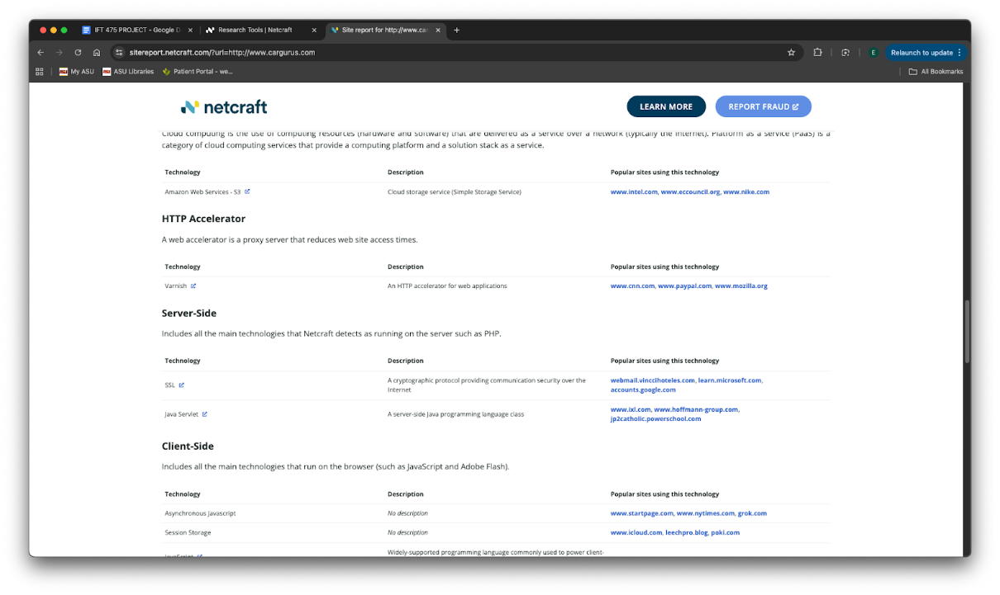 IFT 475 PROJECT - Google D
Research Tools | Netcraft
Site report for http://www.car
sitereport.netcraft.com/?url=http://www.cargurus.com
E
Relaunch to update
My ASU
ASU Libraries
Patient Portal - we...
All Bookmarks
netcraft
LEARN MORE
REPORT FRAUD
Cloud computing is the use of computing resources (hardware and software) that are delivered as a service over a network (typically the Internet). Platform as a service (PaaS) is a
category of cloud computing services that provide a computing platform and a solution stack as a service.
Technology Description Popular sites using this technology
Amazon Web Services - S3 Cloud storage service (Simple Storage Service) www.intel.com, www.eccouncil.org, www.nike.com
HTTP Accelerator
A web accelerator is a proxy server that reduces web site access times.
Technology Description Popular sites using this technology
Varnish An HTTP accelerator for web applications www.cnn.com, www.paypal.com, www.mozilla.org
Server-Side
Includes all the main technologies that Netcraft detects as running on the server such as PHP.
Technology Description Popular sites using this technology
SSL A cryptographic protocol providing communication security over the
Internet
webmail.vinccihoteles.com, learn.microsoft.com,
accounts.google.com
Java Servlet A server-side Java programming language class
www.ixl.com, www.hoffmann-group.com,
jp2catholic.powerschool.com
Client-Side
Includes all the main technologies that run on the browser (such as JavaScript and Adobe Flash).
Technology Description Popular sites using this technology
Asynchronous Javascript No description www.startpage.com, www.nytimes.com, grok.com
Session Storage No description www.icloud.com, leechpro.blog, poki.com
JavaScript Widely-supported programming language commonly used to power client-